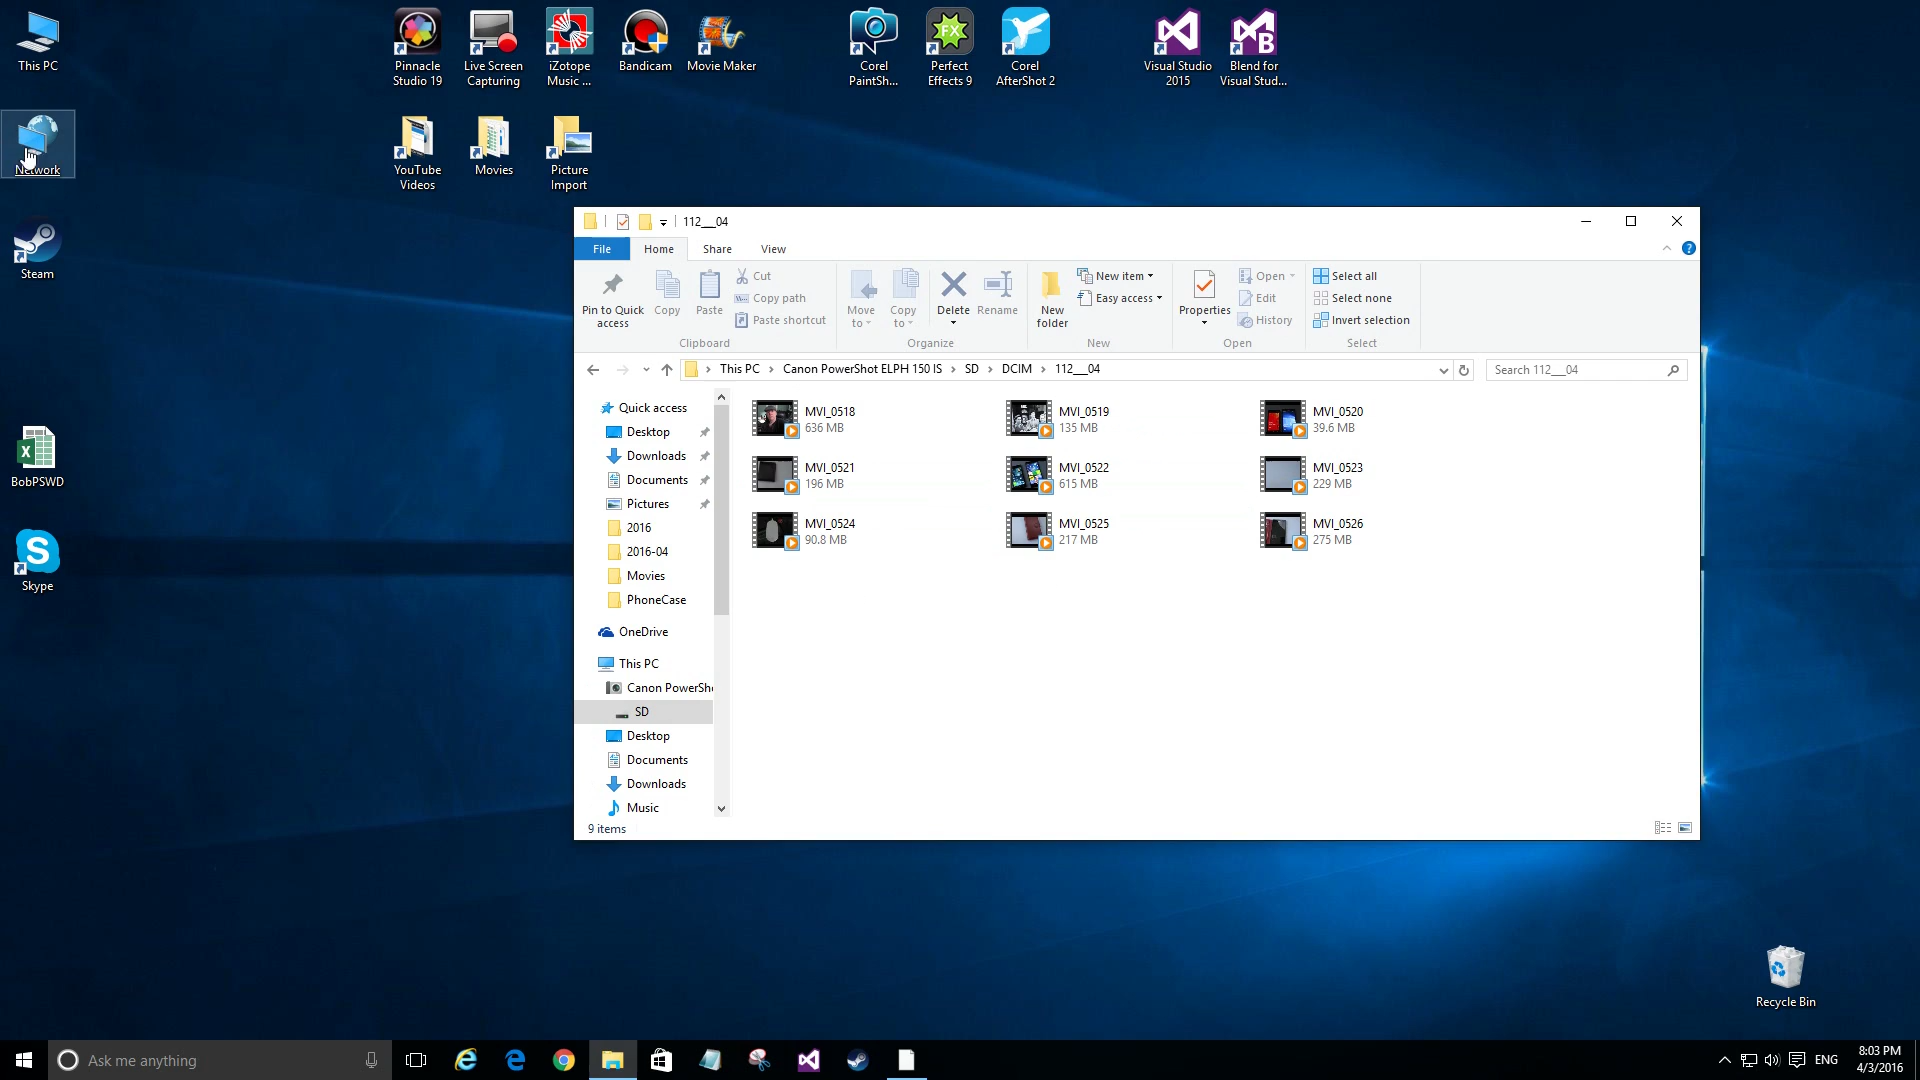 This PC
Pinnacle
Studio 19
Live Screen
Capturing
iZotope
Music ...
Bandicam
Movie Maker
Corel
PaintSh...
FX
Perfect
Effects 9
Corel
AfterShot 2
Visual Studio
2015
B
Blend for
Visual Stud...
Network
YouTube
Videos
Movies
Picture
Import
Steam
X
BobPSWD
S
Skype
112___04
File
Home
Share
View
?
Pin to Quick
access
Copy
Paste
Cut
Copy path
Paste shortcut
Clipboard
Move
to
Copy
to
Delete
Rename
Organize
New
folder
New item
Easy access
New
Properties
Open
Edit
History
Open
Select all
Select none
Invert selection
Select
This PC > Canon PowerShot ELPH 150 IS > SD > DCIM > 112___04
Search 112___04
Quick access
Desktop
Downloads
Documents
Pictures
2016
2016-04
Movies
PhoneCase
OneDrive
This PC
Canon PowerSho
SD
Desktop
Documents
Downloads
Music
MVI_0518
636 MB
MVI_0519
135 MB
MVI_0520
39.6 MB
MVI_0521
196 MB
MVI_0522
615 MB
MVI_0523
229 MB
MVI_0524
90.8 MB
MVI_0525
217 MB
MVI_0526
275 MB
9 items
Recycle Bin
Ask me anything
ENG
8:03 PM
4/3/2016